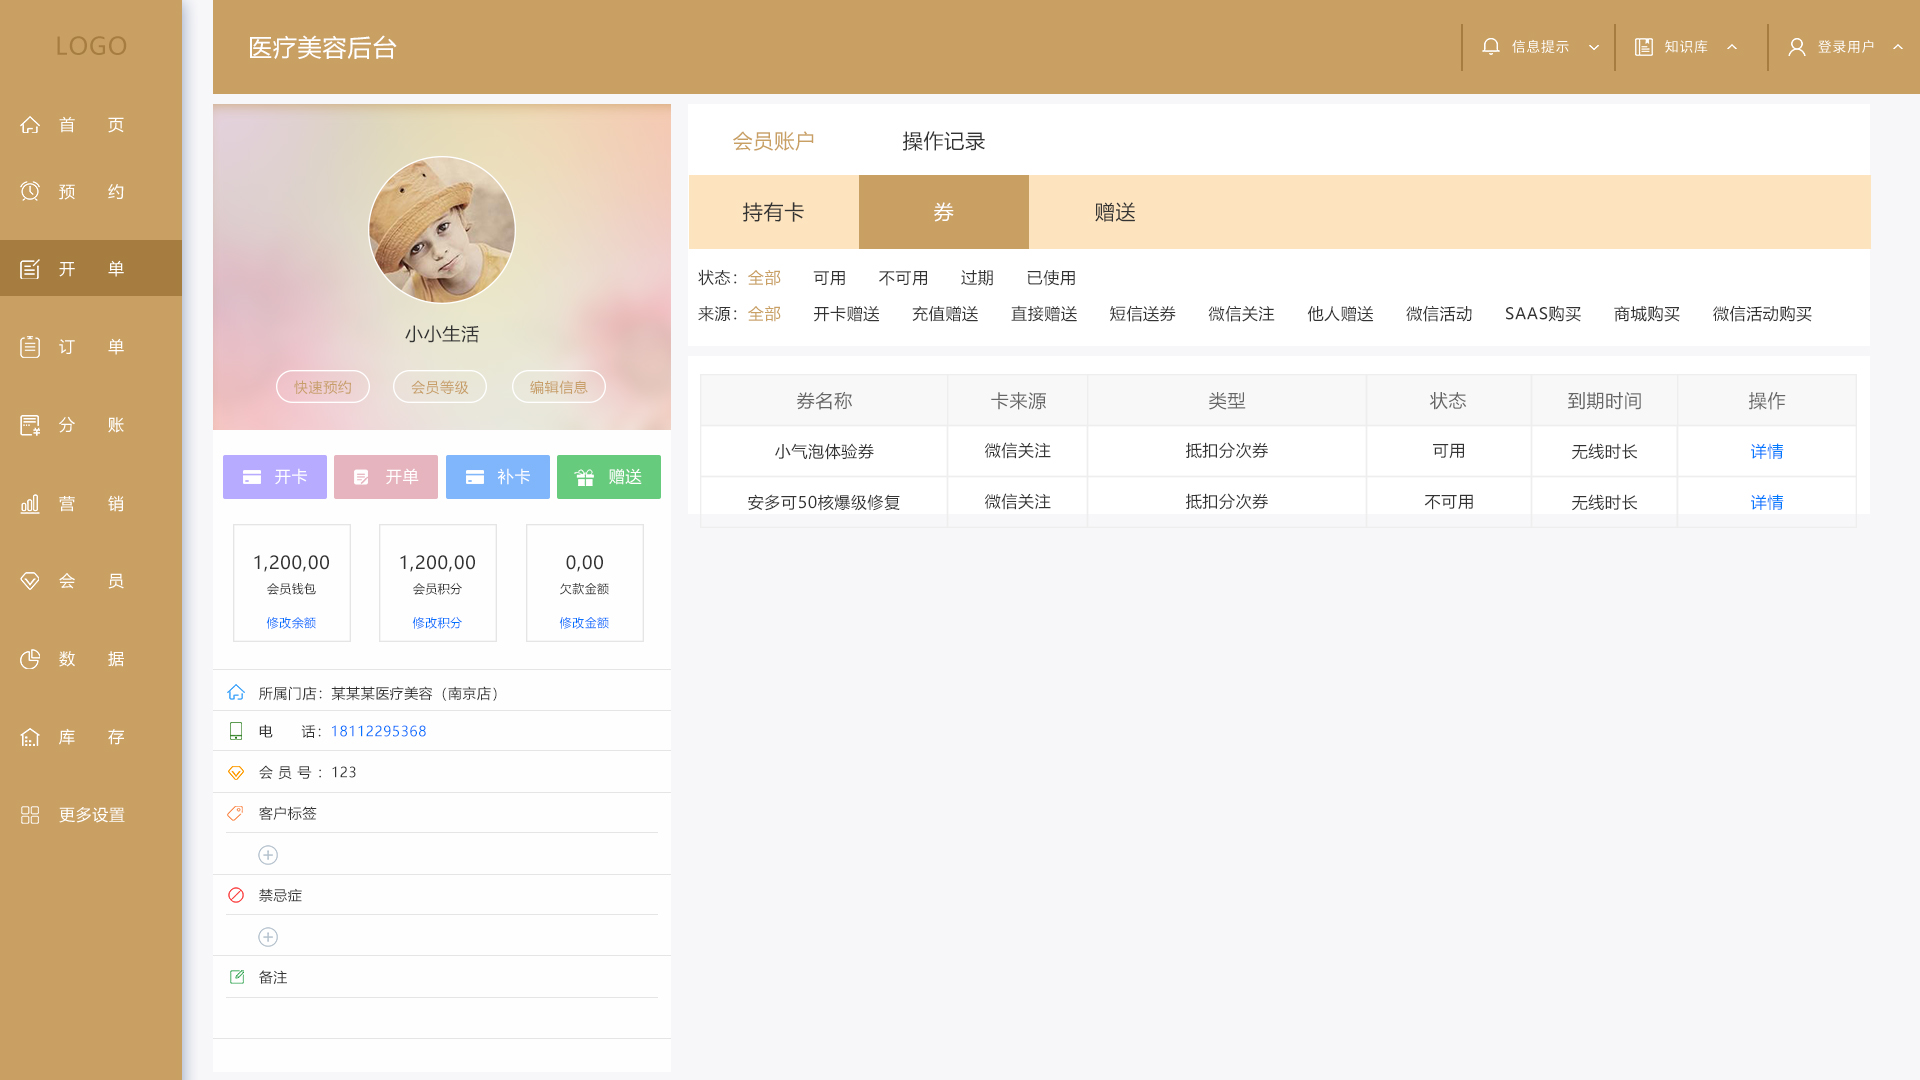 LOGO
医疗美容后台
信息提示
知识库
登录用户
首 页
预 约
开 单
订 单
分 账
营 销
会 员
数 据
库 存
更多设置
小小生活
快速预约 会员等级 编辑信息
开卡 开单 补卡 赠送
1,200,00 1,200,00 0,00
会员钱包 会员积分 欠款金额
修改余额 修改积分 修改金额
所属门店：某某某医疗美容（南京店）
电 话：18112295368
会 员 号 ：123
客户标签
禁忌症
备注
会员账户 操作记录
持有卡 券 赠送
状态：全部 可用 不可用 过期 已使用
来源：全部 开卡赠送 充值赠送 直接赠送 短信送券 微信关注 他人赠送 微信活动 SAAS购买 商城购买 微信活动购买
券名称 卡来源 类型 状态 到期时间 操作
小气泡体验券 微信关注 抵扣分次券 可用 无线时长 详情
安多可50核爆级修复 微信关注 抵扣分次券 不可用 无线时长 详情